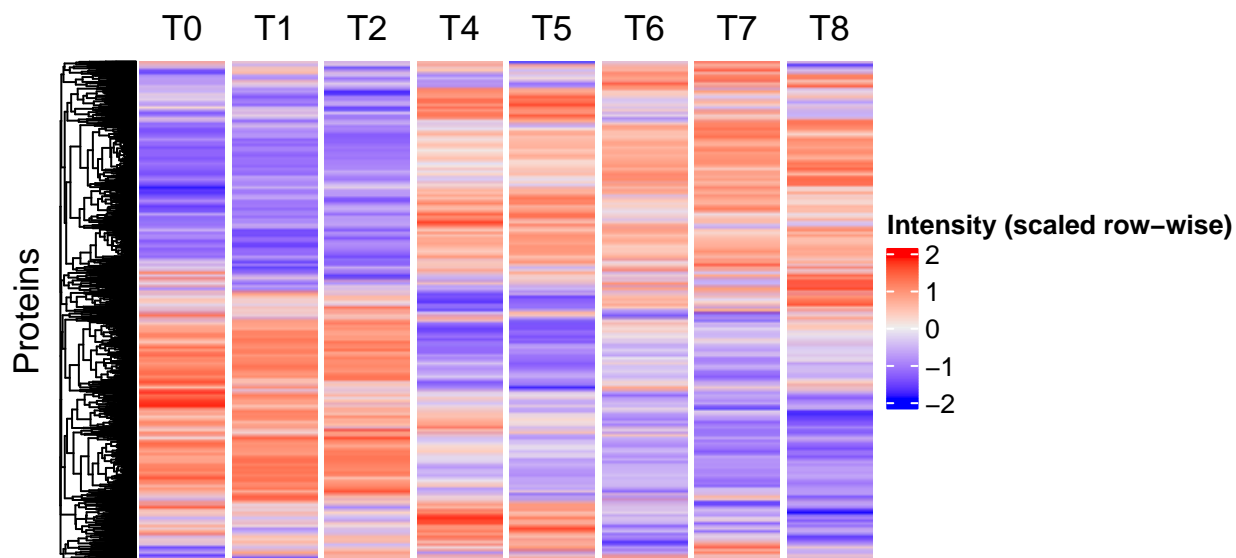 T0 T1 T2 T4 T5 T6 T7 T8
Proteins
Intensity (scaled row−wise)
2
1
0
−1
−2